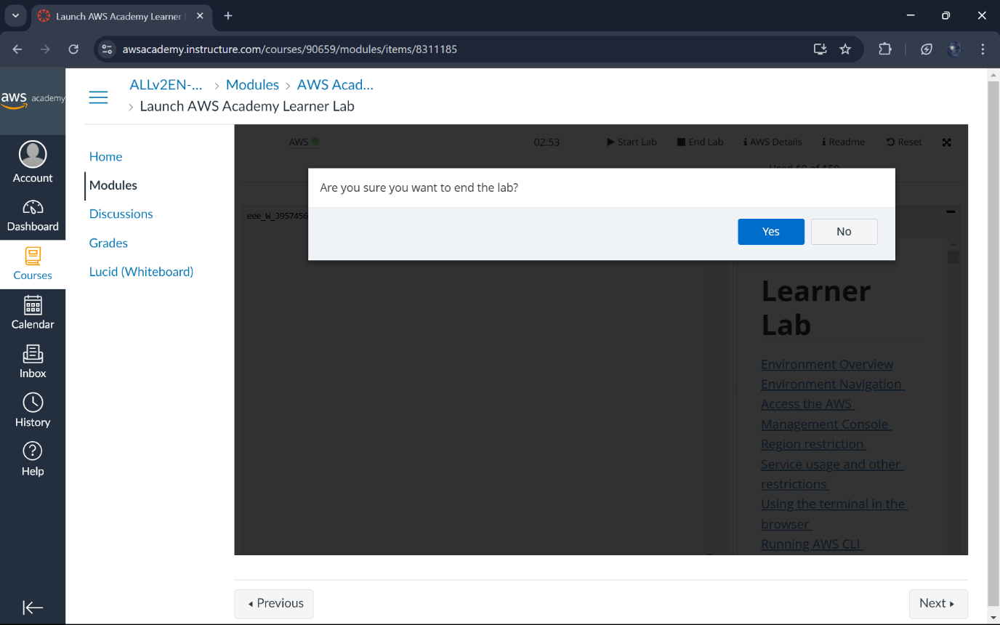 Launch AWS Academy Learner
awsacademy.instructure.com/courses/90659/modules/items/8311185
aws academy
Account
Dashboard
Courses
Calendar
Inbox
History
Help
ALLv2EN-... > Modules > AWS Acad...
> Launch AWS Academy Learner Lab
Home
Modules
Discussions
Grades
Lucid (Whiteboard)
AWS 02:53 Start Lab End Lab AWS Details Readme Reset
Used $0 of $50
Are you sure you want to end the lab?
Yes No
eee_W_3957456
Learner
Lab
Environment Overview
Environment Navigation
Access the AWS
Management Console
Region restriction
Service usage and other
restrictions
Using the terminal in the
browser
Running AWS CLI
Previous Next